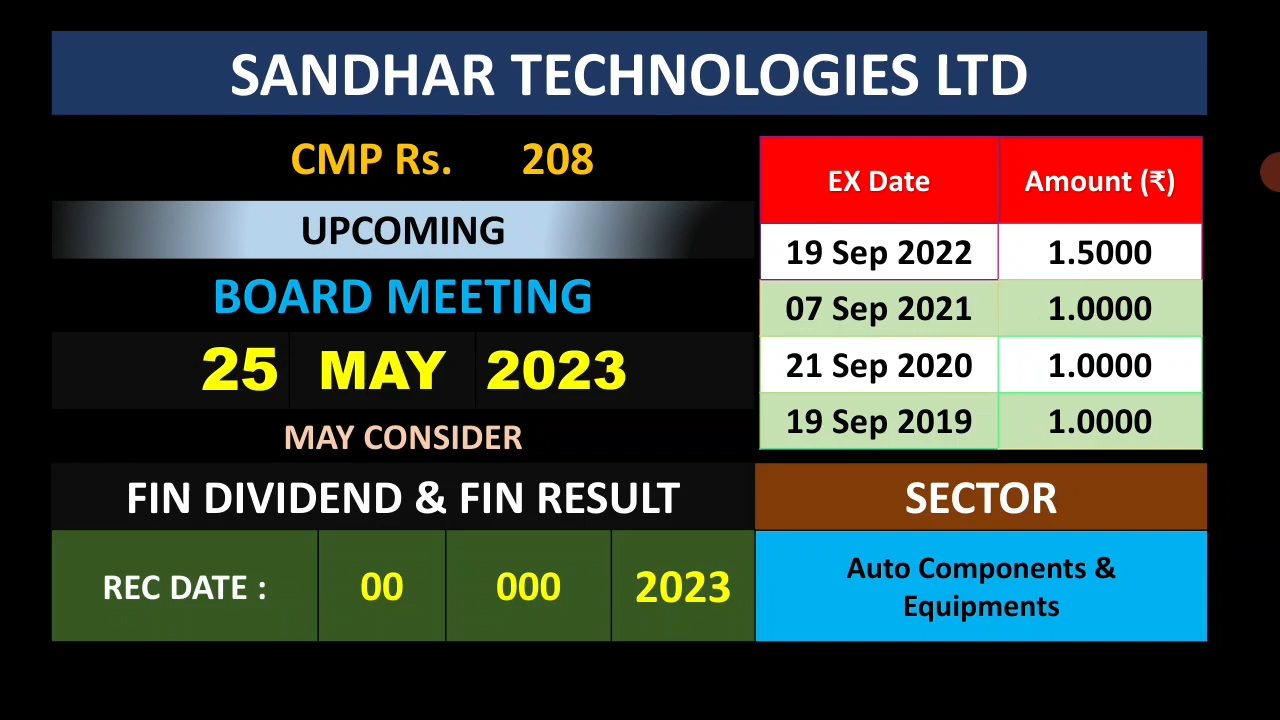 SANDHAR TECHNOLOGIES LTD
CMP Rs. 208
UPCOMING
BOARD MEETING
25 MAY 2023
MAY CONSIDER
FIN DIVIDEND & FIN RESULT
REC DATE : 00 000 2023
EX Date Amount (₹)
19 Sep 2022 1.5000
07 Sep 2021 1.0000
21 Sep 2020 1.0000
19 Sep 2019 1.0000
SECTOR
Auto Components &
Equipments